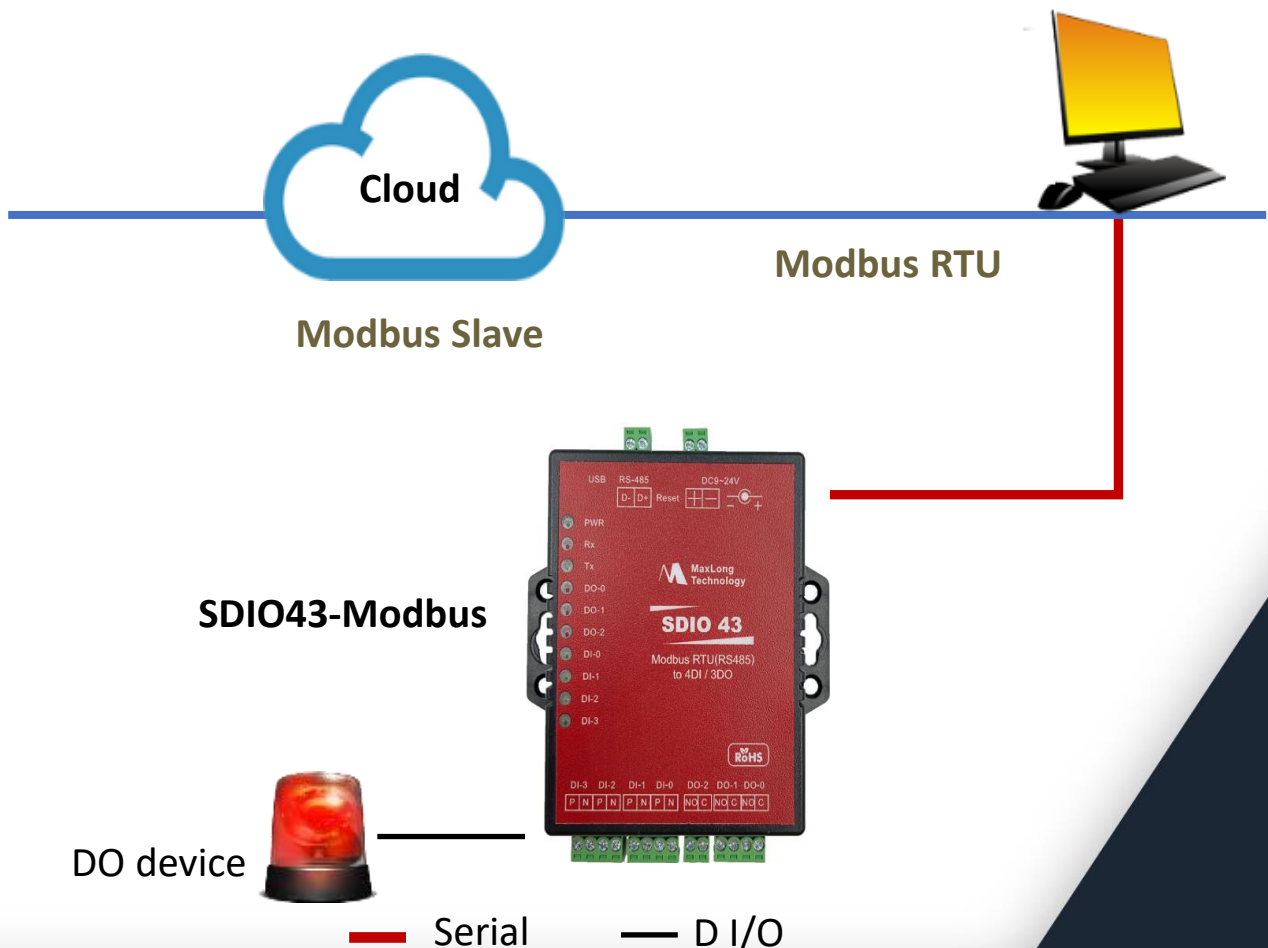 Cloud
Modbus RTU
Modbus Slave
USB RS-485 DC9~24V
D- D+ Reset + − − +
PWR
Rx
Tx
MaxLong
Technology
DO-0
DO-1
SDIO43-Modbus
SDIO 43
DO-2
DI-0
Modbus RTU(RS485)
to 4DI / 3DO
DI-1
DI-2
DI-3
RoHS
DI-3 DI-2 DI-1 DI-0 DO-2 DO-1 DO-0
P N P N P N P N NO C NO C NO C
DO device
Serial D I/O